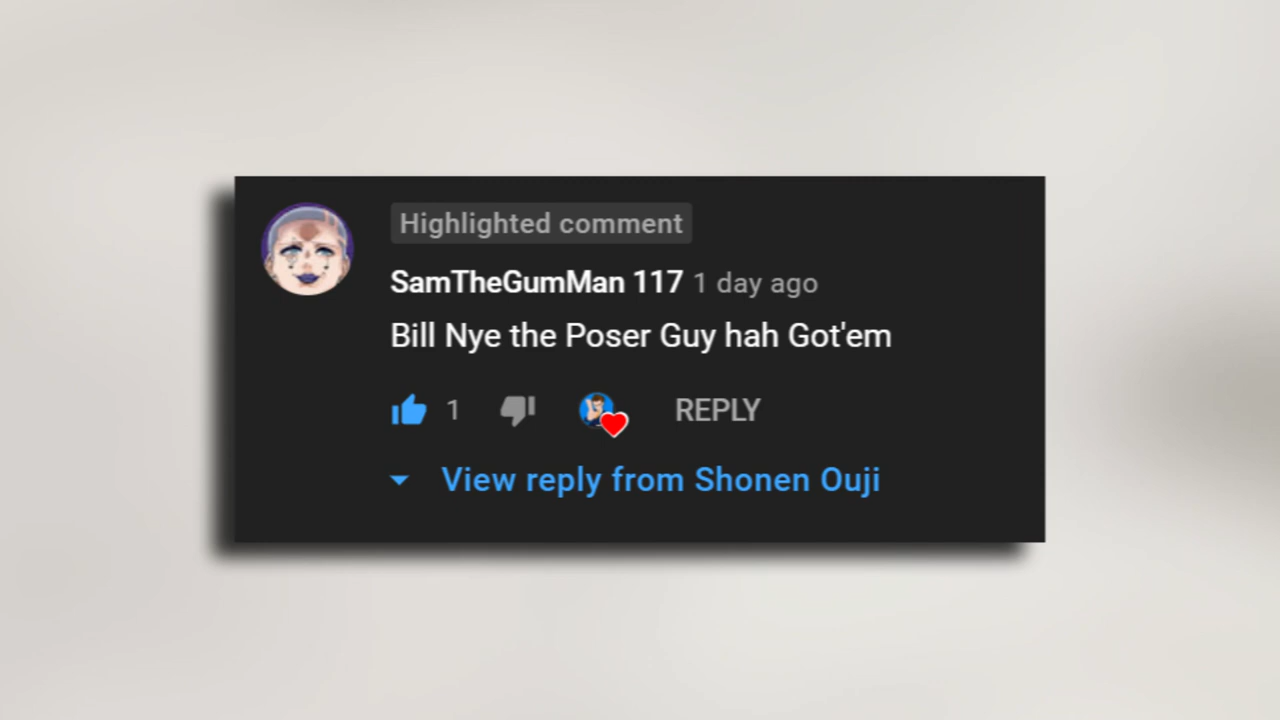 Highlighted comment
SamTheGumMan 117 1 day ago
Bill Nye the Poser Guy hah Got'em
1 REPLY
View reply from Shonen Ouji